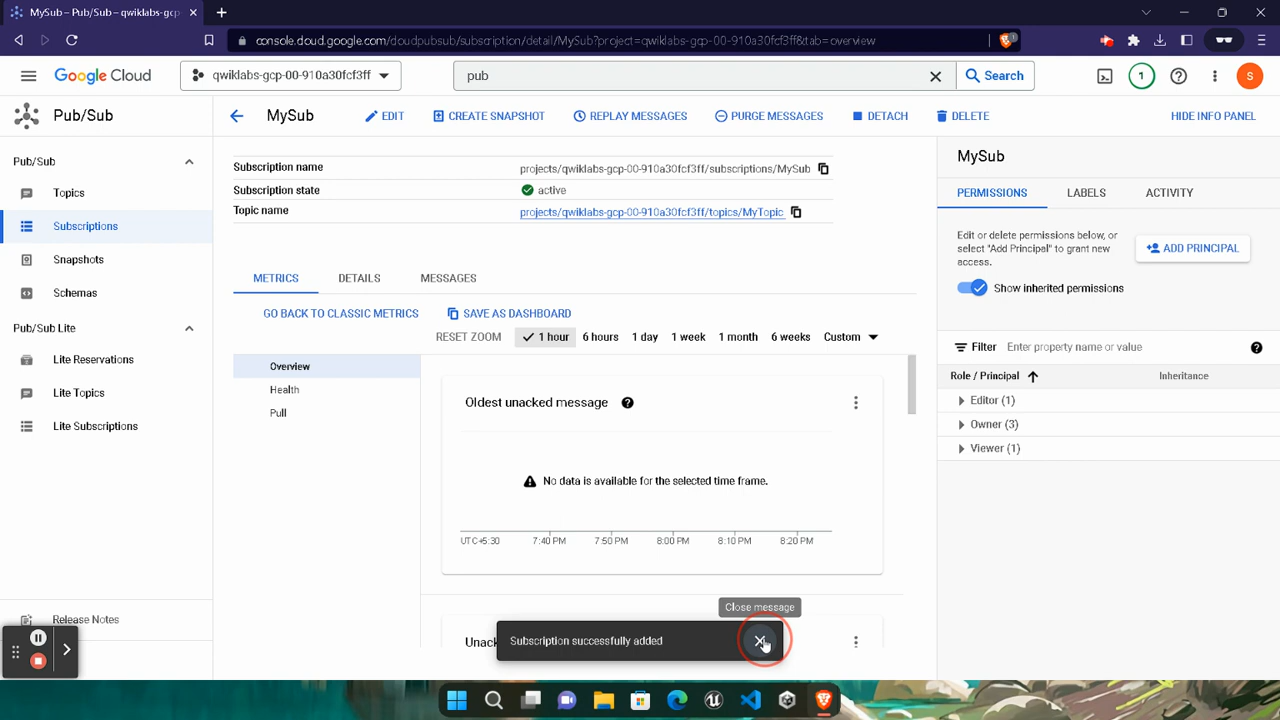 MySub – Pub/Sub – qwiklabs-gcp
console.cloud.google.com/cloudpubsub/subscription/detail/MySub?project=qwiklabs-gcp-00-910a30fcf3ff&tab=overview
1
Google Cloud
qwiklabs-gcp-00-910a30fcf3ff
pub
Search
1
S
Pub/Sub
MySub
EDIT
CREATE SNAPSHOT
REPLAY MESSAGES
PURGE MESSAGES
DETACH
DELETE
HIDE INFO PANEL
Pub/Sub
Topics
Subscriptions
Snapshots
Schemas
Pub/Sub Lite
Lite Reservations
Lite Topics
Lite Subscriptions
Release Notes
Subscription name projects/qwiklabs-gcp-00-910a30fcf3ff/subscriptions/MySub
Subscription state active
Topic name projects/qwiklabs-gcp-00-910a30fcf3ff/topics/MyTopic
METRICS DETAILS MESSAGES
GO BACK TO CLASSIC METRICS SAVE AS DASHBOARD
RESET ZOOM 1 hour 6 hours 1 day 1 week 1 month 6 weeks Custom
Overview
Health
Pull
Oldest unacked message
No data is available for the selected time frame.
UTC+5:30 7:40 PM 7:50 PM 8:00 PM 8:10 PM 8:20 PM
Close message
Unac
Subscription successfully added
MySub
PERMISSIONS LABELS ACTIVITY
Edit or delete permissions below, or
select "Add Principal" to grant new
access.
ADD PRINCIPAL
Show inherited permissions
Filter Enter property name or value
Role / Principal Inheritance
Editor (1)
Owner (3)
Viewer (1)